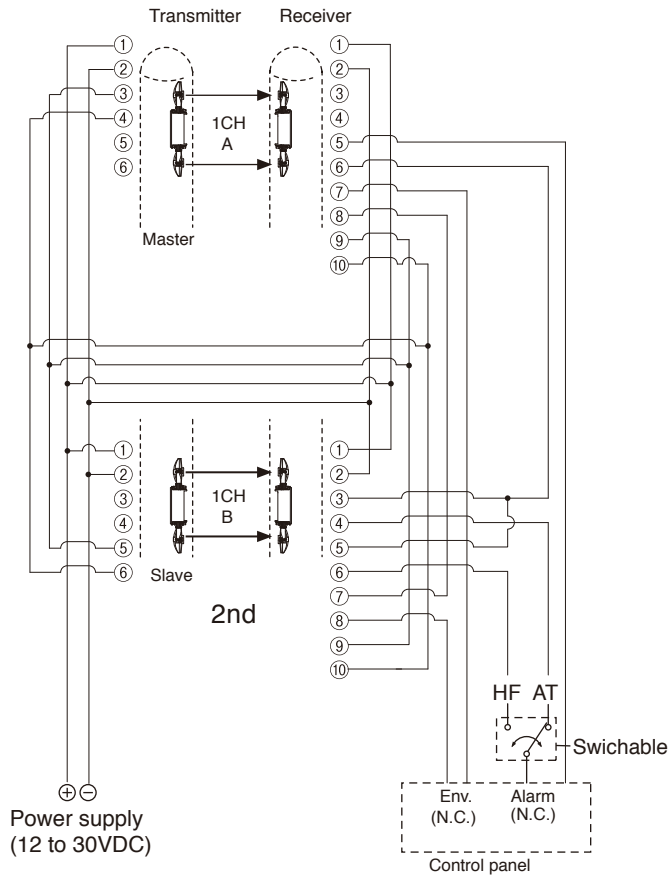 Transmitter Receiver
① ①
② ②
③ ③
④ ④
⑤ ⑤
⑥ ⑥
1CH
A
⑦
⑧
Master ⑨
⑩
① ①
② ②
③ ③
④ ④
⑤ ⑤
⑥ ⑥
1CH
B
Slave
⑦
2nd ⑧
⑨
⑩
HF AT
Swichable
⊕ ⊖
Power supply
(12 to 30VDC)
Env.
(N.C.)
Alarm
(N.C.)
Control panel